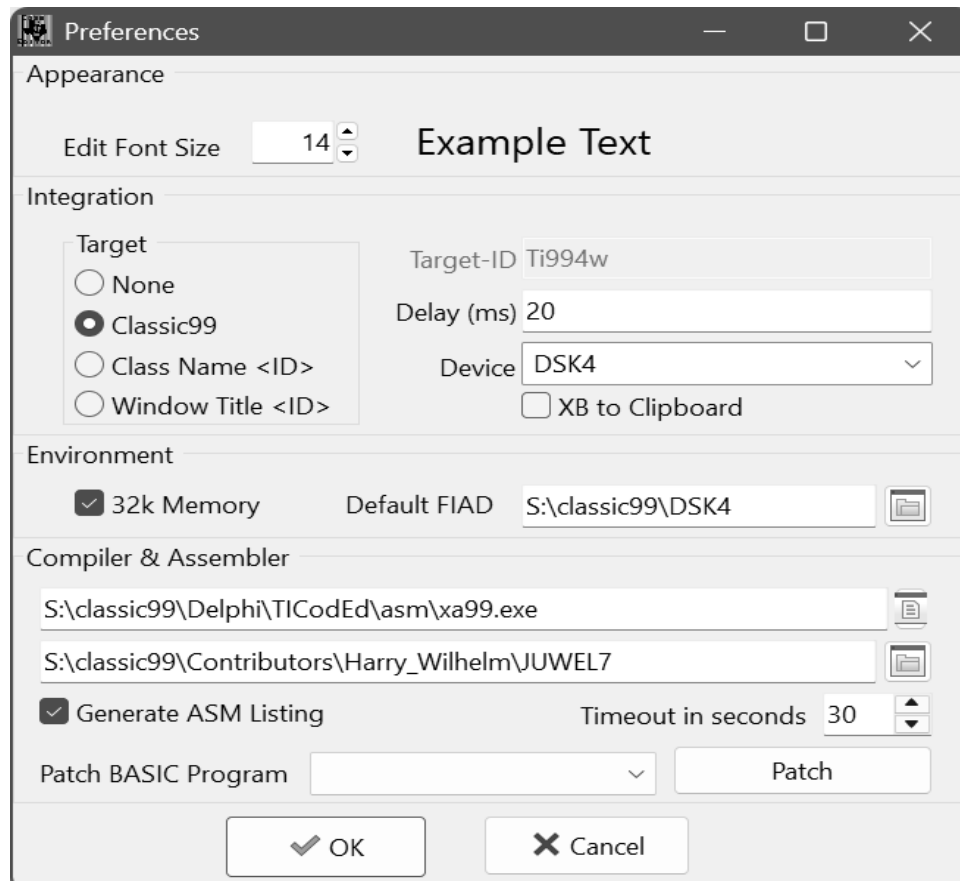 Preferences
Appearance
Edit Font Size 14 Example Text
Integration
Target
None
Classic99
Class Name <ID>
Window Title <ID>
Target-ID Ti994w
Delay (ms) 20
Device DSK4
XB to Clipboard
Environment
32k Memory Default FIAD S:\classic99\DSK4
Compiler & Assembler
S:\classic99\Delphi\TICodEd\asm\xa99.exe
S:\classic99\Contributors\Harry_Wilhelm\JUWEL7
Generate ASM Listing Timeout in seconds 30
Patch BASIC Program Patch
OK Cancel